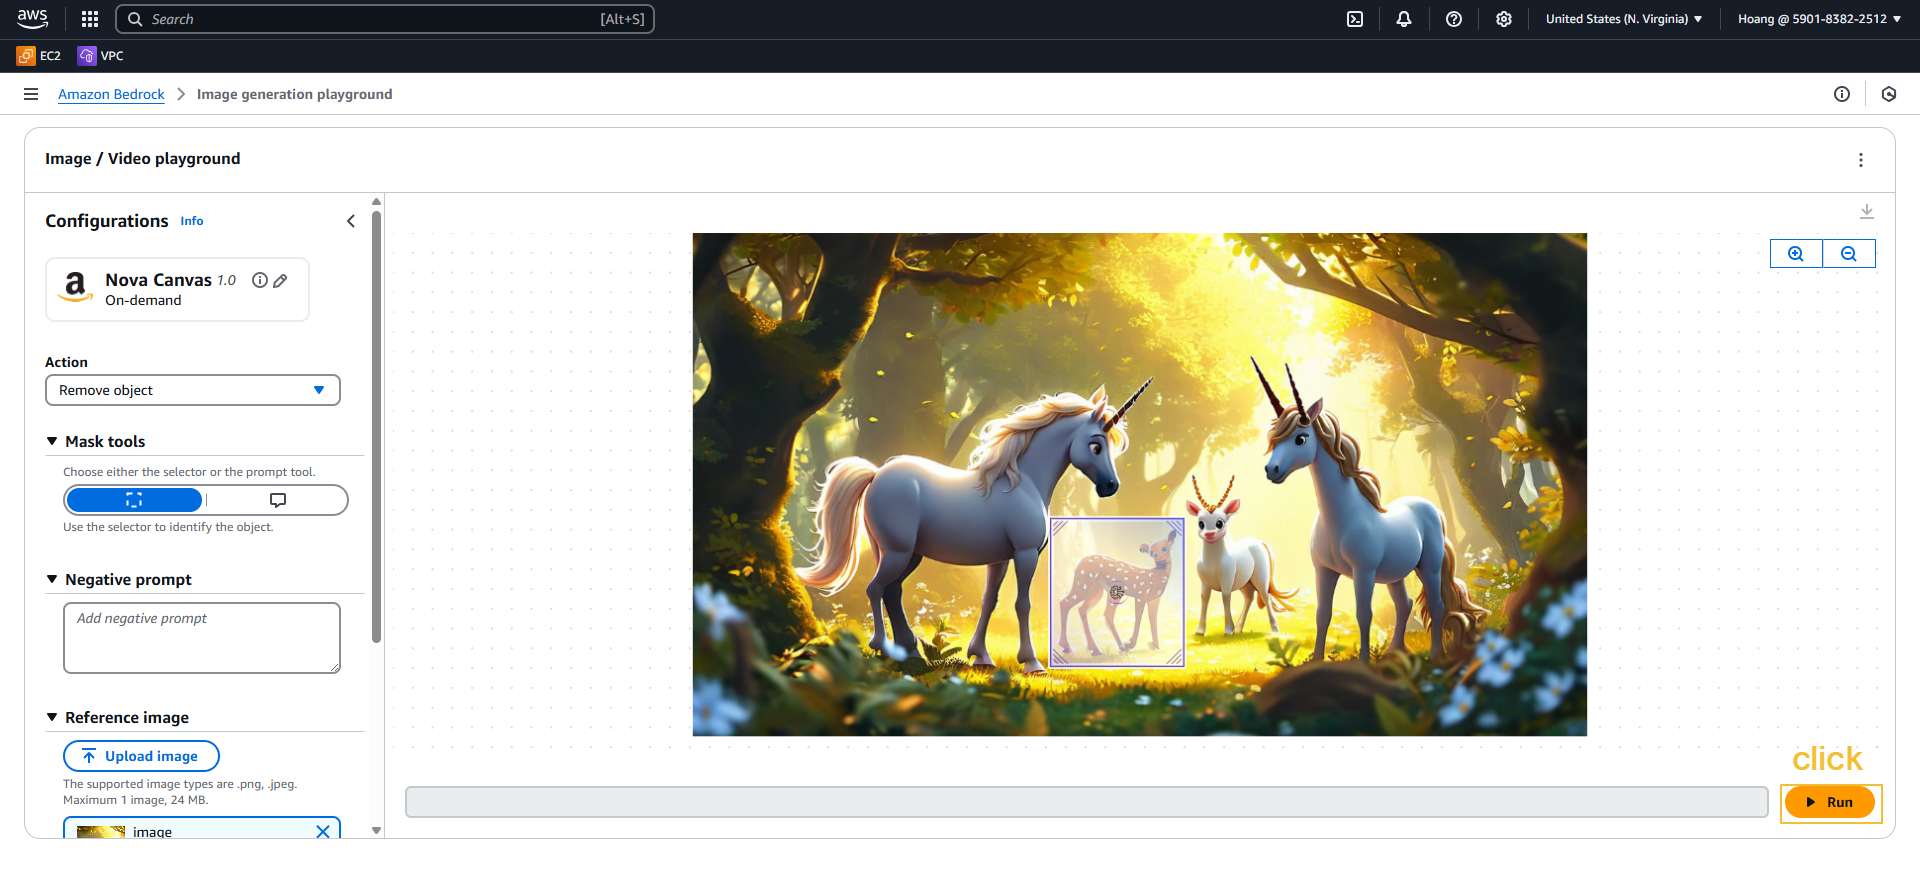 aws
Search
[Alt+S]
United States (N. Virginia)
Hoang @ 5901-8382-2512
EC2
VPC
Amazon Bedrock
Image generation playground
Image / Video playground
Configurations
Info
a
Nova Canvas 1.0
On-demand
Action
Remove object
Mask tools
Choose either the selector or the prompt tool.
Use the selector to identify the object.
Negative prompt
Add negative prompt
Reference image
Upload image
The supported image types are .png, .jpeg.
Maximum 1 image, 24 MB.
image
click
Run